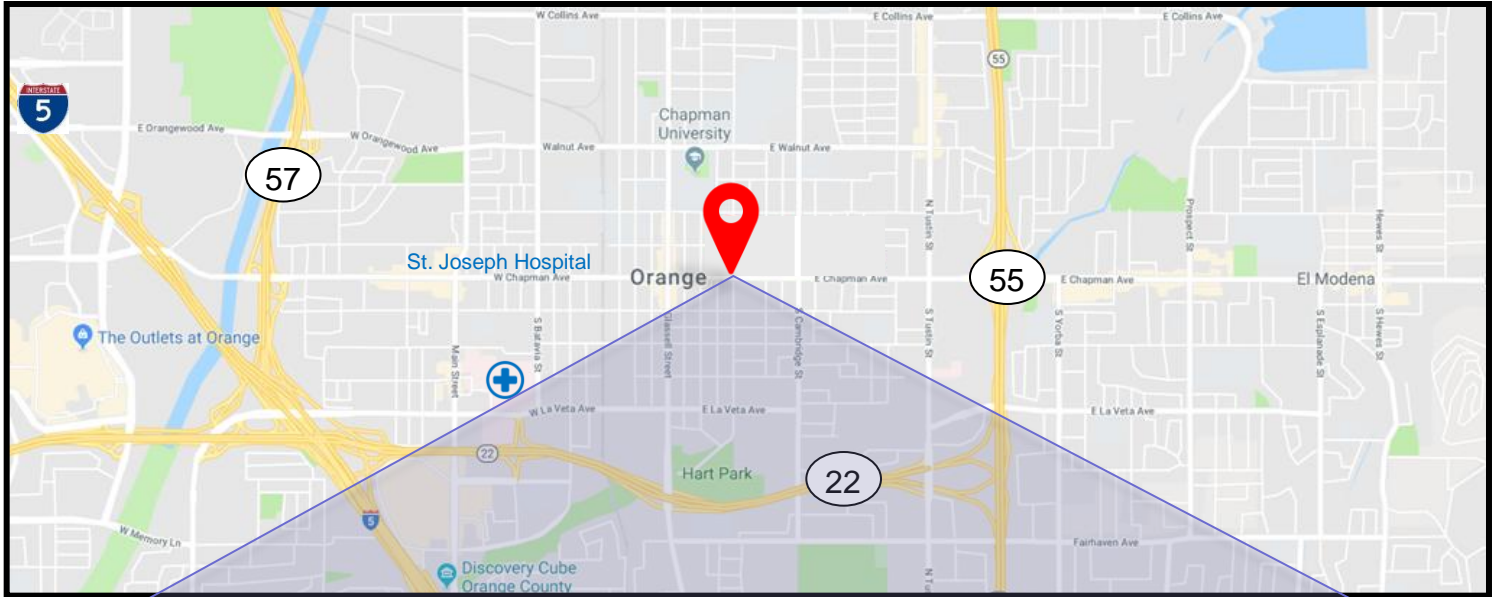 W Collins Ave
E Collins Ave
E Collins Ave
INTERSTATE
5
55
Chapman
University
E Orangewood Ave
W Orangewood Ave
Walnut Ave
E Walnut Ave
57
N Tustin St
Prospect St
Hewes St
St. Joseph Hospital
W Chapman Ave
Orange
E Chapman Ave
55
E Chapman Ave
El Modena
The Outlets at Orange
Main Street
S Batavia St
Glassell Street
S Cambridge St
S Tustin St
S Yorba St
S Esplanade St
S Hewes St
W La Veta Ave
E La Veta Ave
E La Veta Ave
22
Hart Park
22
5
W Memory Ln
Fairhaven Ave
Discovery Cube
Orange County
N Tu